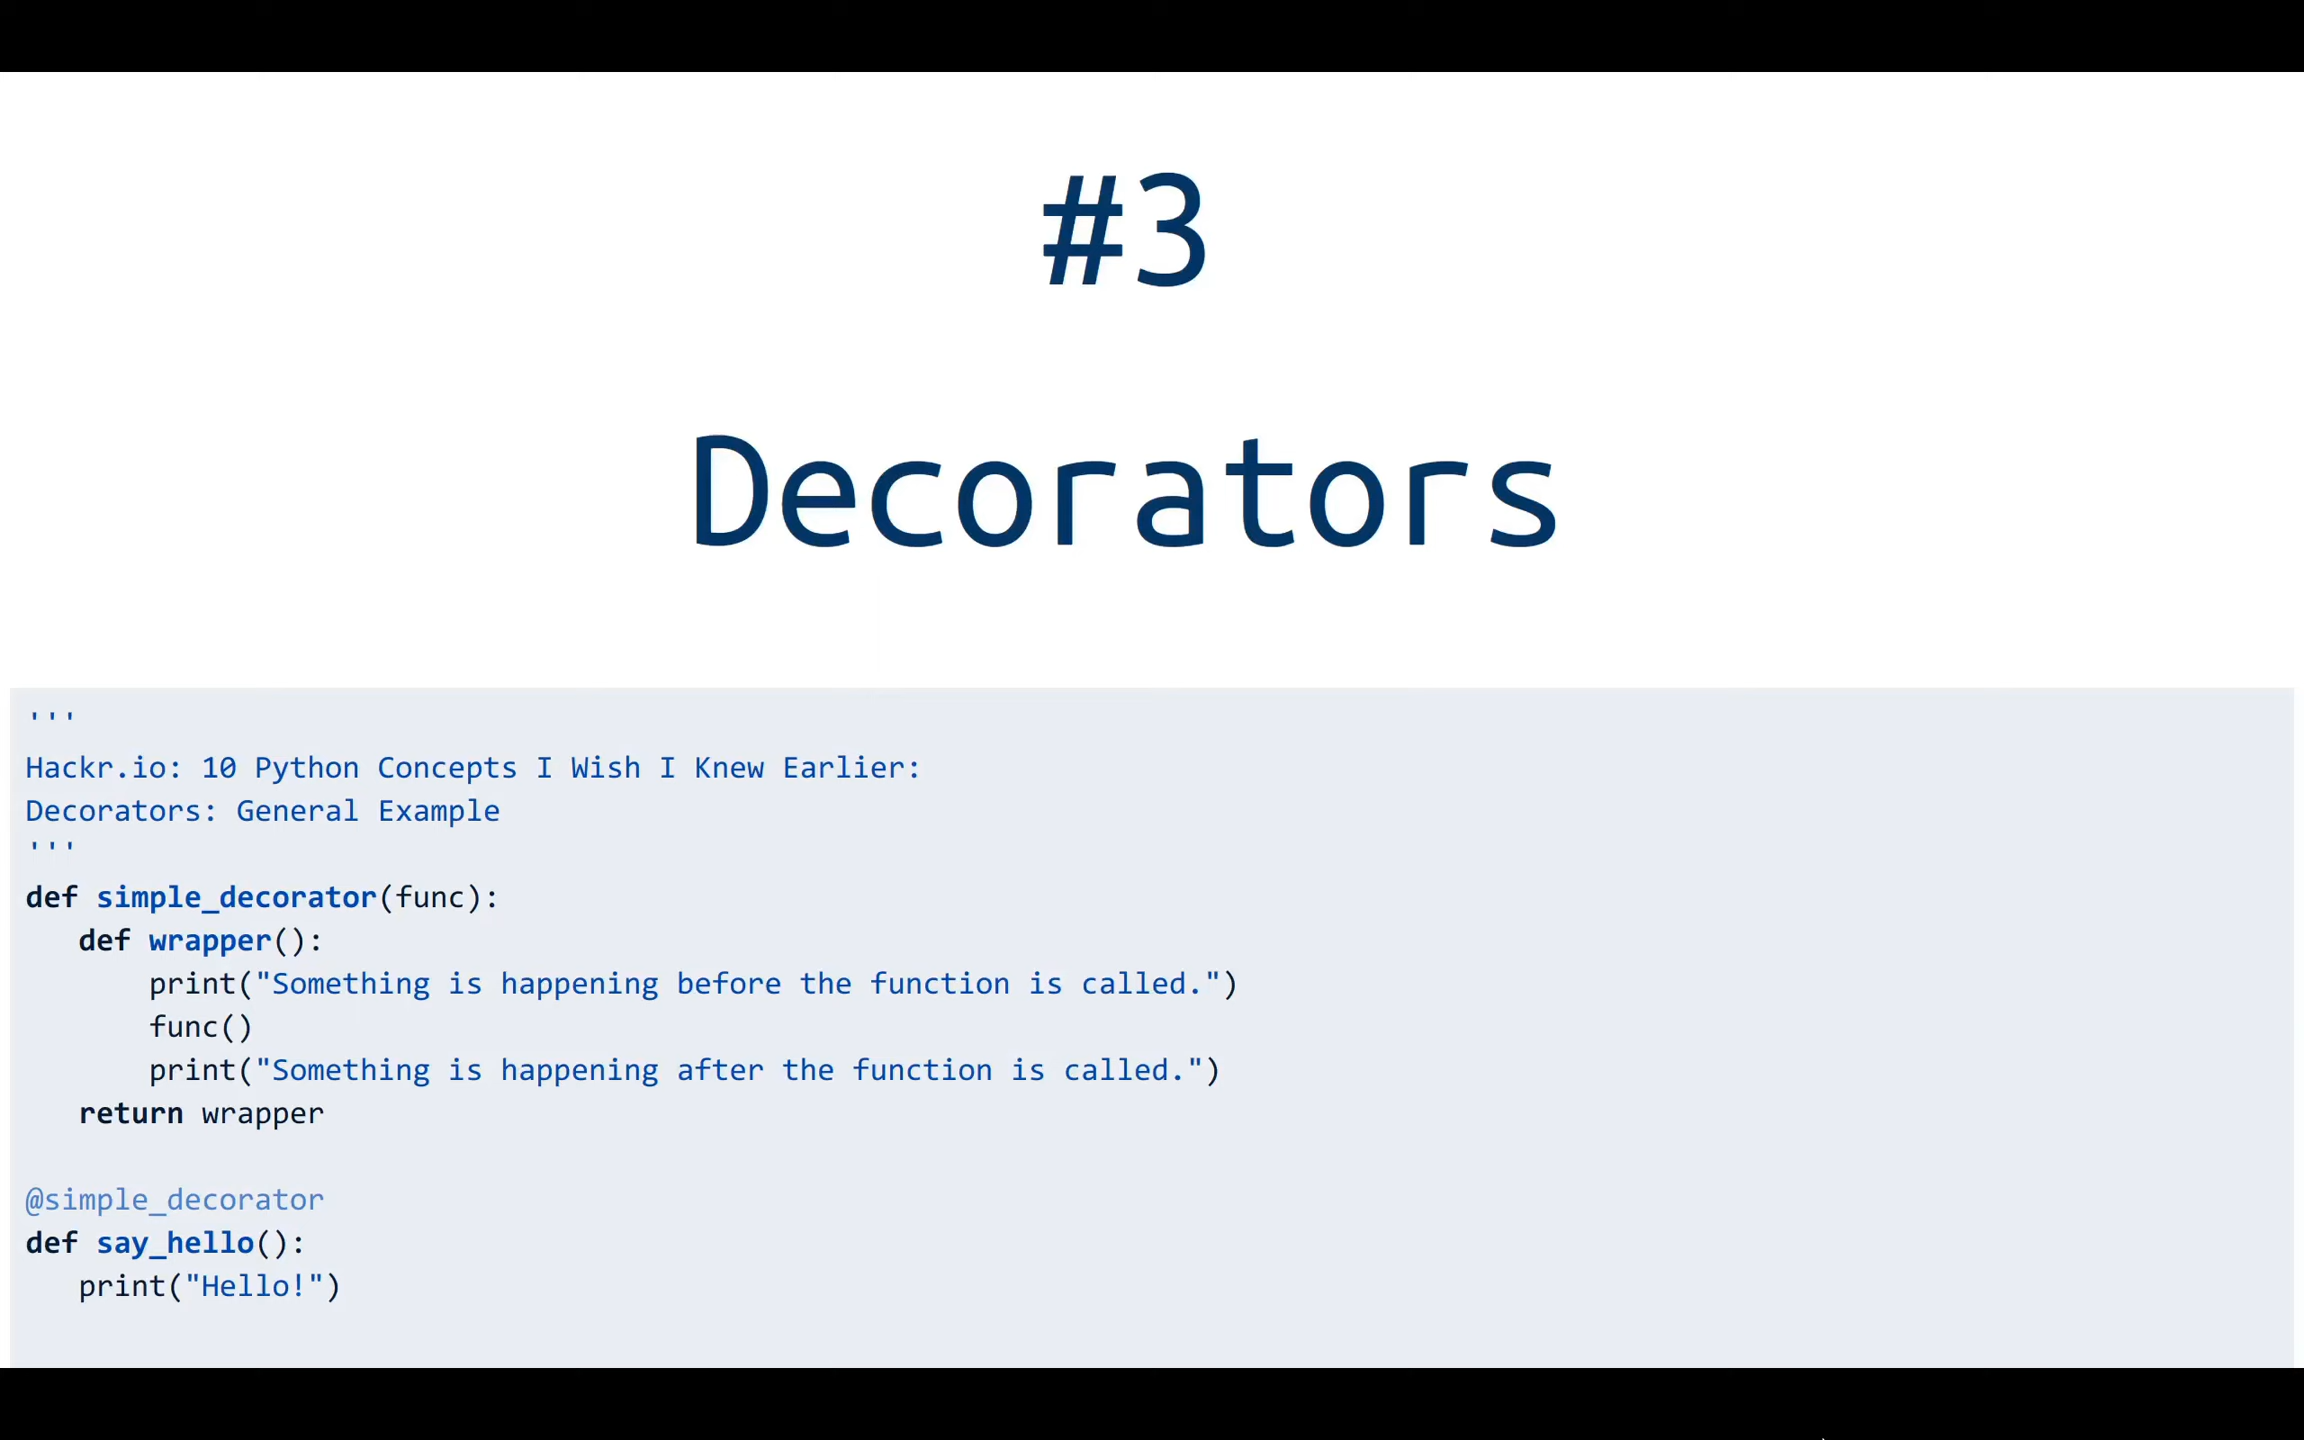 #3
Decorators
'''
Hackr.io: 10 Python Concepts I Wish I Knew Earlier:
Decorators: General Example
'''
def simple_decorator(func):
   def wrapper():
       print("Something is happening before the function is called.")
       func()
       print("Something is happening after the function is called.")
   return wrapper

@simple_decorator
def say_hello():
   print("Hello!")